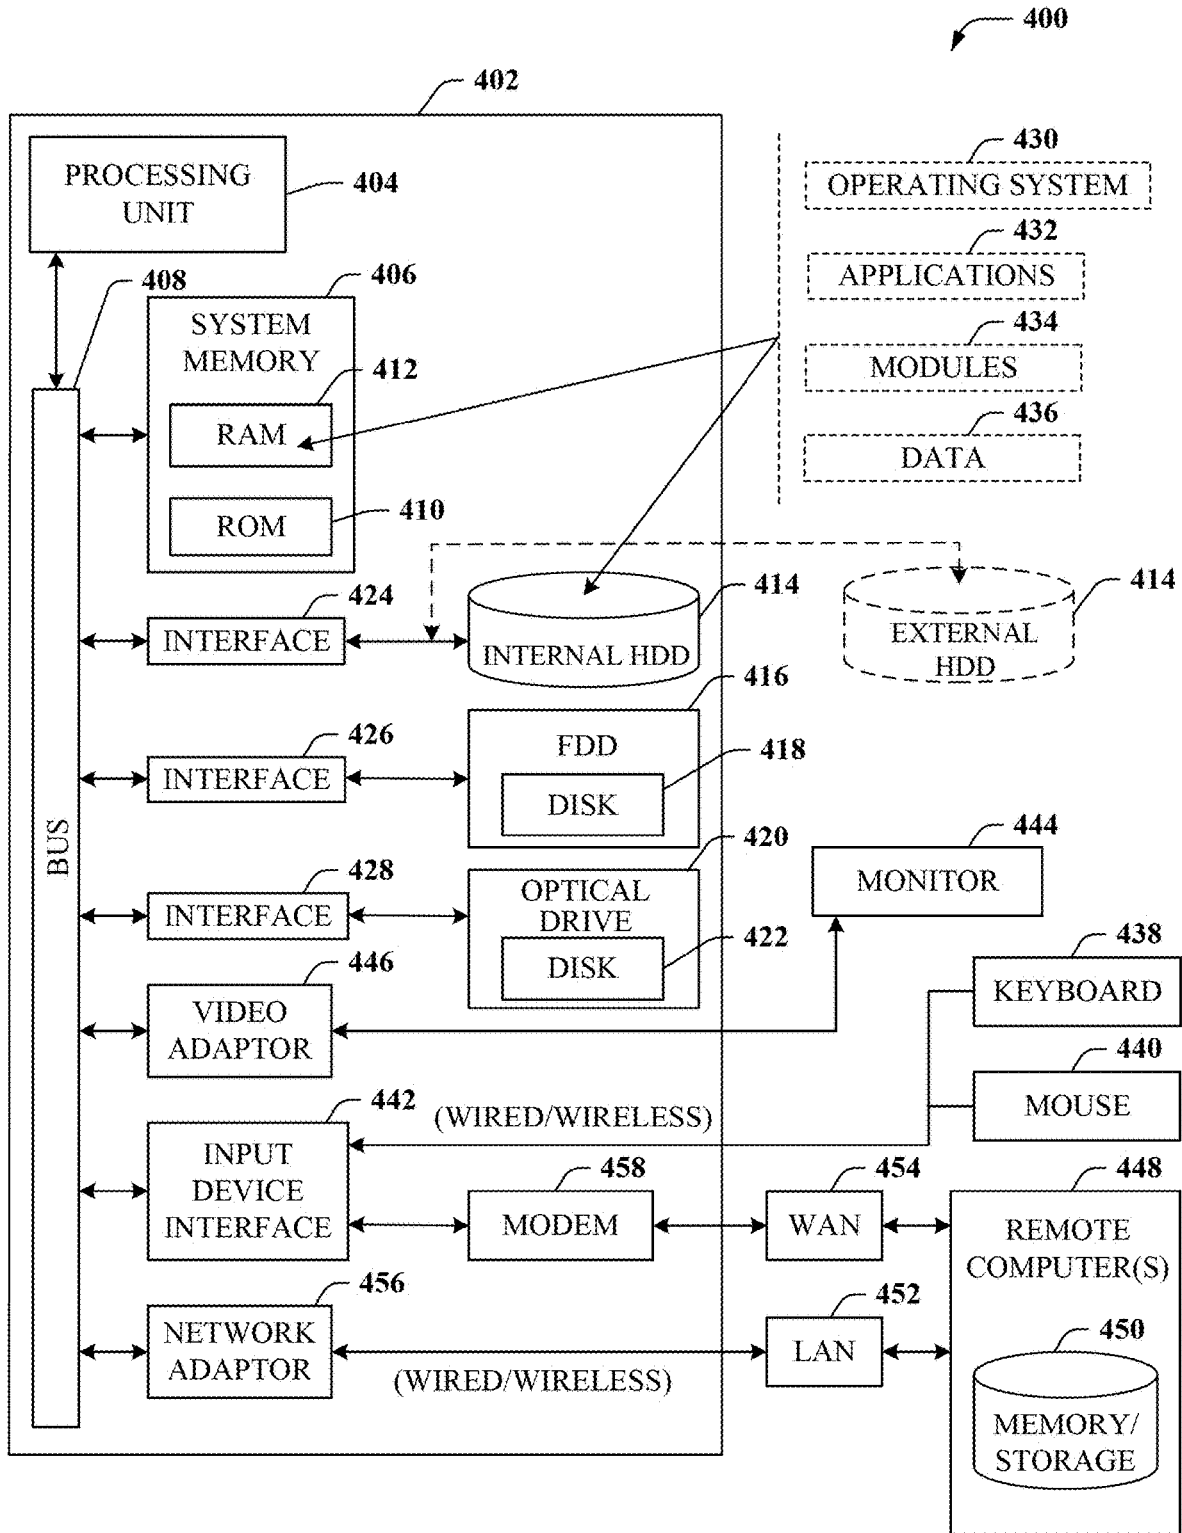 400
402
PROCESSING
UNIT
404
430
OPERATING SYSTEM
432
APPLICATIONS
434
MODULES
436
DATA
408
406
SYSTEM
MEMORY
412
RAM
410
ROM
424
INTERFACE
414
INTERNAL HDD
414
EXTERNAL
HDD
426
INTERFACE
416
FDD
418
DISK
BUS
428
INTERFACE
420
OPTICAL
DRIVE
422
DISK
444
MONITOR
446
VIDEO
ADAPTOR
438
KEYBOARD
440
MOUSE
442
INPUT
DEVICE
INTERFACE
(WIRED/WIRELESS)
458
MODEM
454
WAN
448
REMOTE
COMPUTER(S)
456
NETWORK
ADAPTOR
(WIRED/WIRELESS)
452
LAN
450
MEMORY/
STORAGE